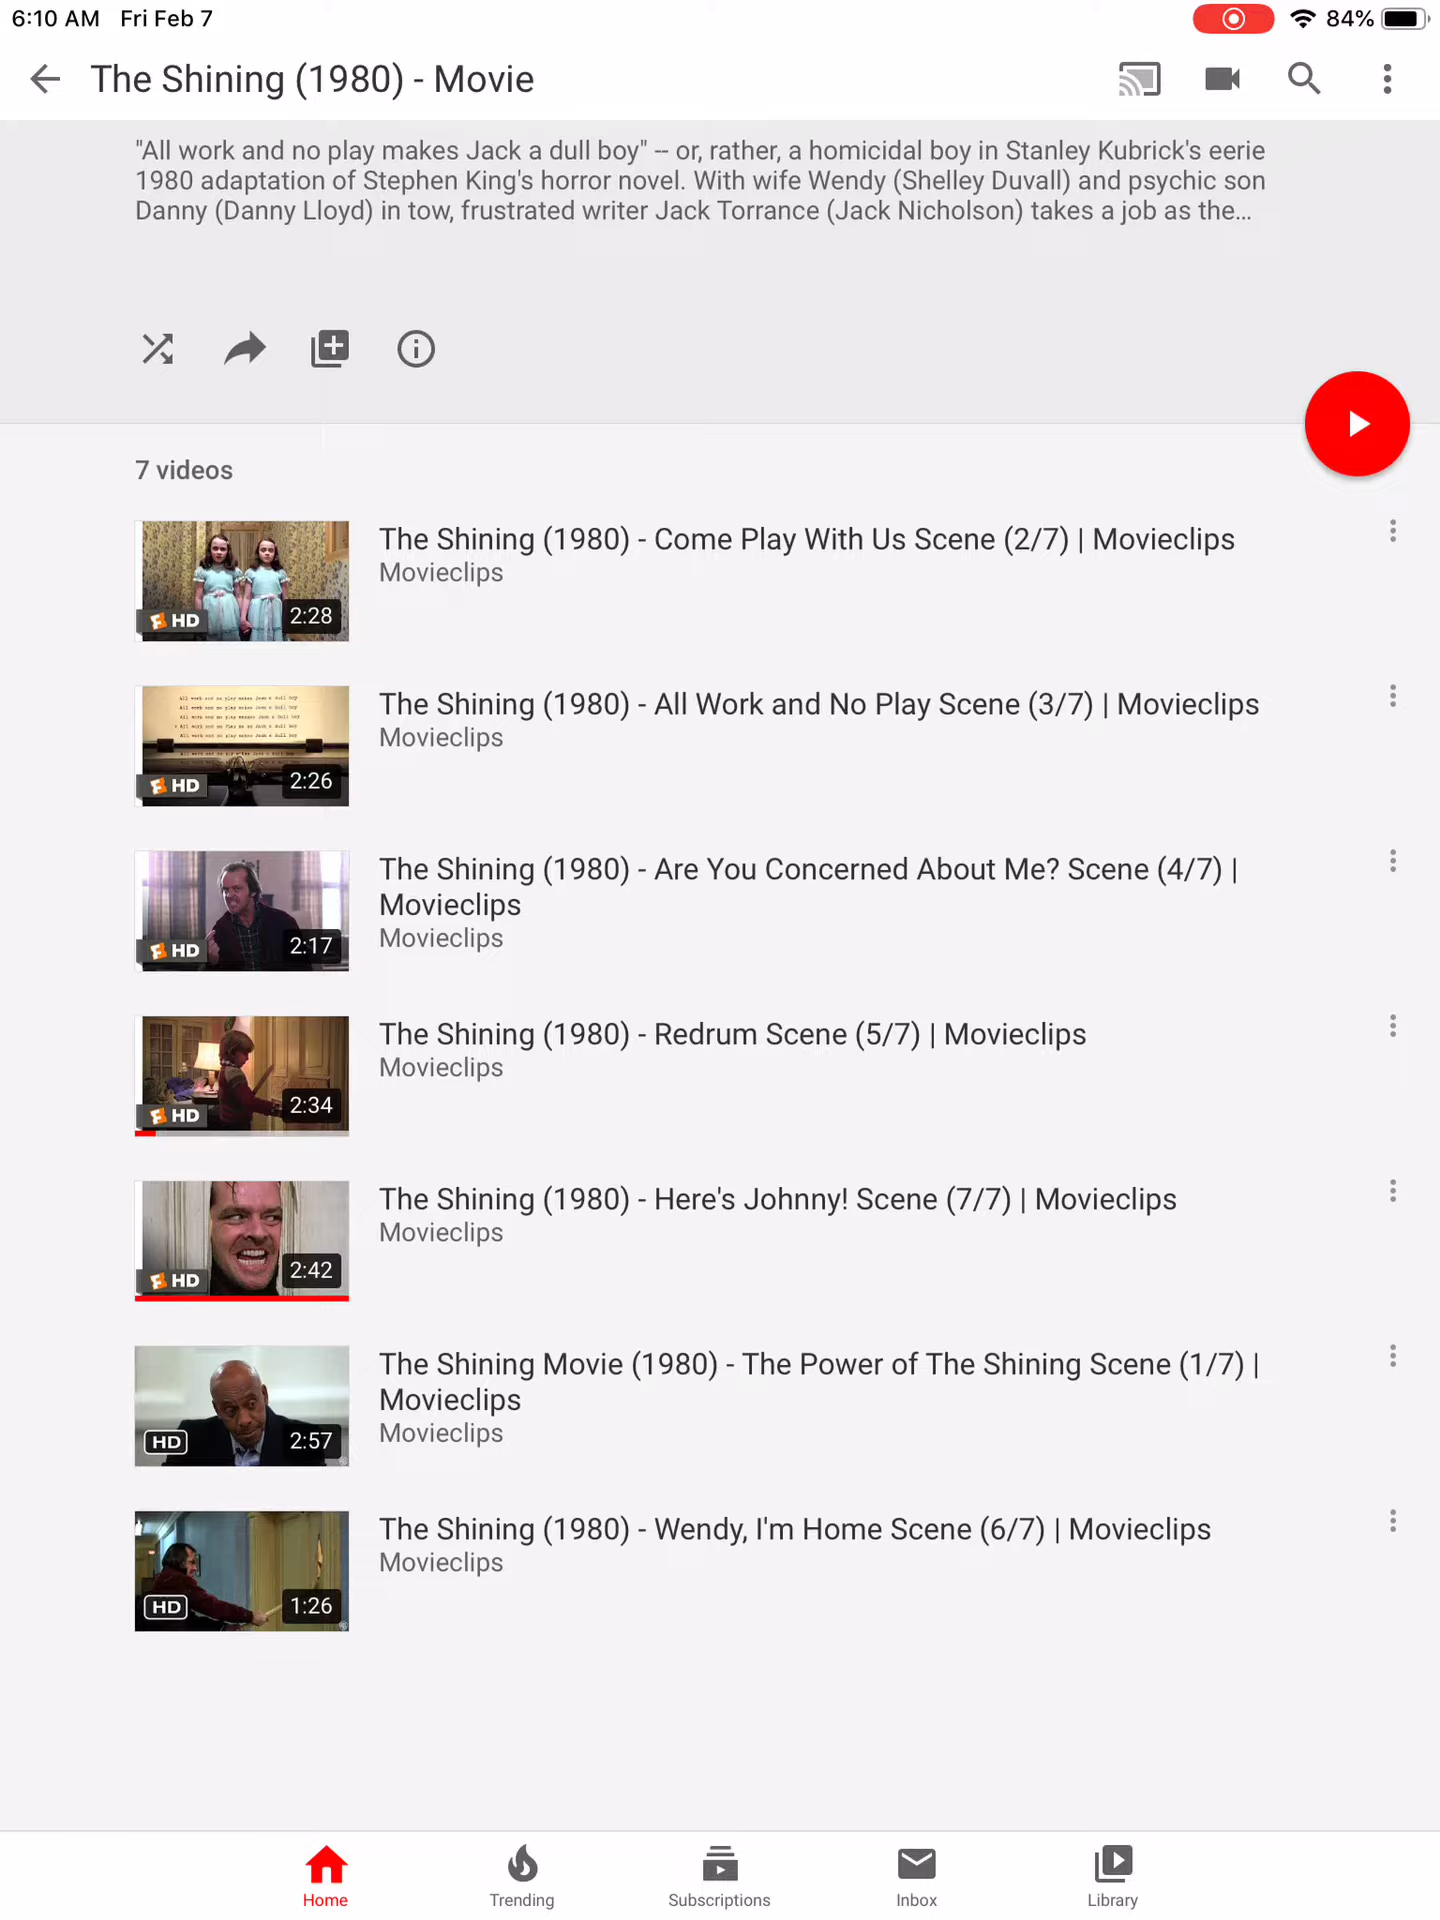 6:10 AM Fri Feb 7 84%
The Shining (1980) - Movie
"All work and no play makes Jack a dull boy" -- or, rather, a homicidal boy in Stanley Kubrick's eerie
1980 adaptation of Stephen King's horror novel. With wife Wendy (Shelley Duvall) and psychic son
Danny (Danny Lloyd) in tow, frustrated writer Jack Torrance (Jack Nicholson) takes a job as the...
7 videos
The Shining (1980) - Come Play With Us Scene (2/7) | Movieclips
Movieclips
HD 2:28
The Shining (1980) - All Work and No Play Scene (3/7) | Movieclips
Movieclips
HD 2:26
The Shining (1980) - Are You Concerned About Me? Scene (4/7) |
Movieclips
Movieclips
HD 2:17
The Shining (1980) - Redrum Scene (5/7) | Movieclips
Movieclips
HD 2:34
The Shining (1980) - Here's Johnny! Scene (7/7) | Movieclips
Movieclips
HD 2:42
The Shining Movie (1980) - The Power of The Shining Scene (1/7) |
Movieclips
Movieclips
HD 2:57
The Shining (1980) - Wendy, I'm Home Scene (6/7) | Movieclips
Movieclips
HD 1:26
Home Trending Subscriptions Inbox Library